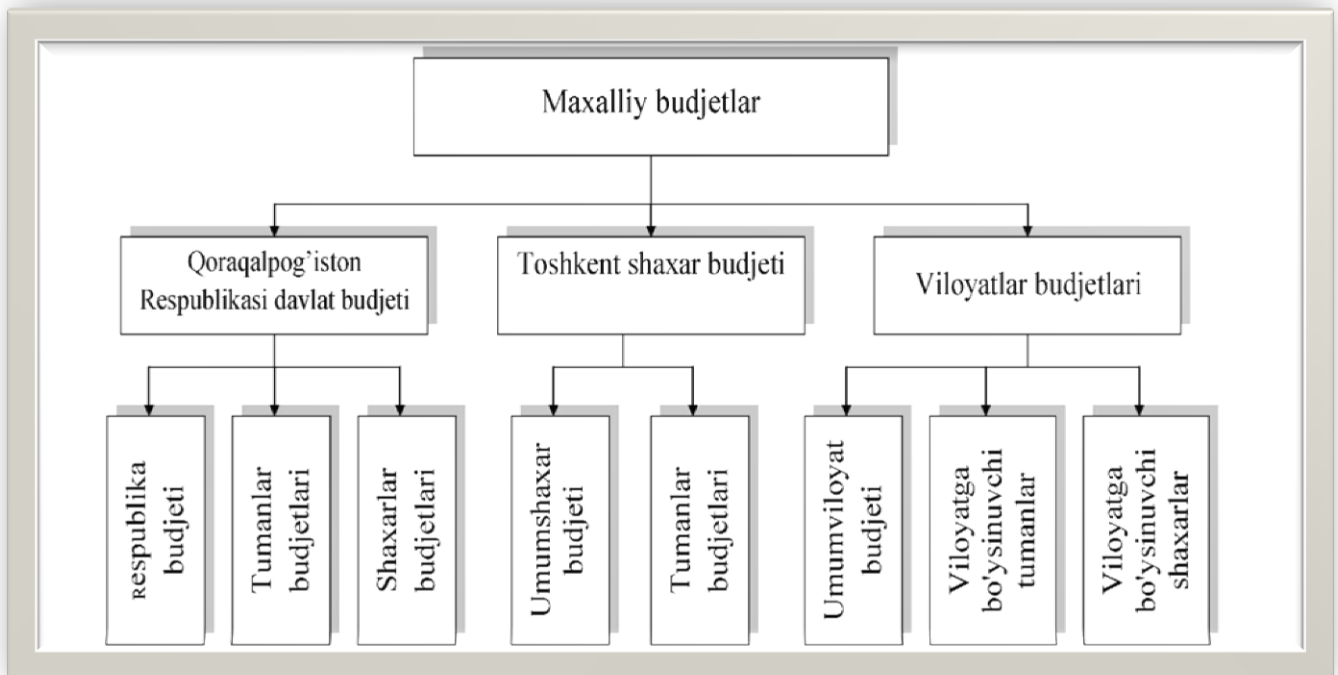 Maxalliy budjetlar
Qoraqalpog`iston
Respublikasi davlat budjeti
Toshkent shaxar budjeti
Viloyatlar budjetlari
Respublika
budjeti
Tumanlar
budjetlari
Shaxarlar
budjetlari
Umumshaxar
budjeti
Tumanlar
budjetlari
Umumviloyat
budjeti
Viloyatga
bo'ysinuvchi
tumanlar
Viloyatga
bo'ysinuvchi
shaxarlar